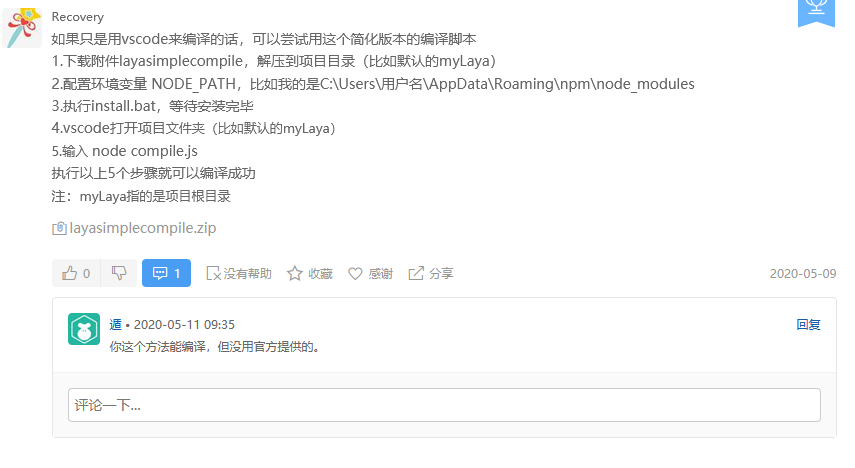 Recovery
如果只是用vscode来编译的话，可以尝试用这个简化版本的编译脚本
1.下载附件layasimplecompile，解压到项目目录（比如默认的myLaya）
2.配置环境变量 NODE_PATH，比如我的是C:\Users\用户名\AppData\Roaming\npm\node_modules
3.执行install.bat，等待安装完毕
4.vscode打开项目文件夹（比如默认的myLaya）
5.输入 node compile.js
执行以上5个步骤就可以编译成功
注：myLaya指的是项目根目录
layasimplecompile.zip
0 1 没有帮助 收藏 感谢 分享 2020-05-09
遁 • 2020-05-11 09:35 回复
你这个方法能编译，但没用官方提供的。
评论一下...